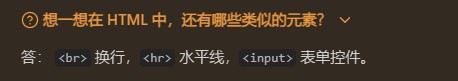 想一想在 HTML 中，还有哪些类似的元素？
答： <br> 换行，<hr> 水平线，<input> 表单控件。